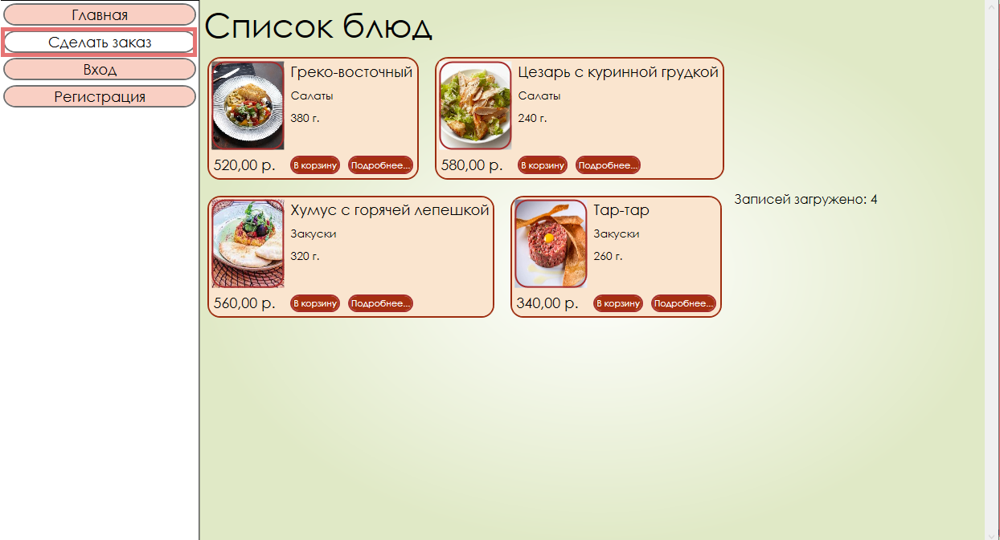 Главная
Сделать заказ
Вход
Регистрация
Список блюд
Греко-восточный
Салаты
380 г.
520,00 р.
В корзину
Подробнее...
Цезарь с куринной грудкой
Салаты
240 г.
580,00 р.
В корзину
Подробнее...
Хумус с горячей лепешкой
Закуски
320 г.
560,00 р.
В корзину
Подробнее...
Тар-тар
Закуски
260 г.
340,00 р.
В корзину
Подробнее...
Записей загружено: 4